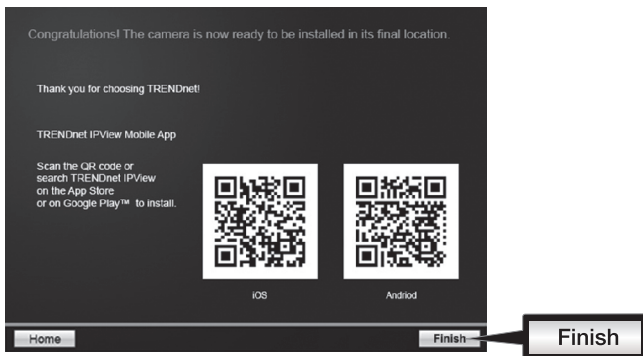 Congratulations! The camera is now ready to be installed in its final location.
Thank you for choosing TRENDnet!
TRENDnet IPView Mobile App
Scan the QR code or
search TRENDnet IPView
on the App Store
or on Google Play™ to install.
iOS
Andriod
Home
Finish
Finish